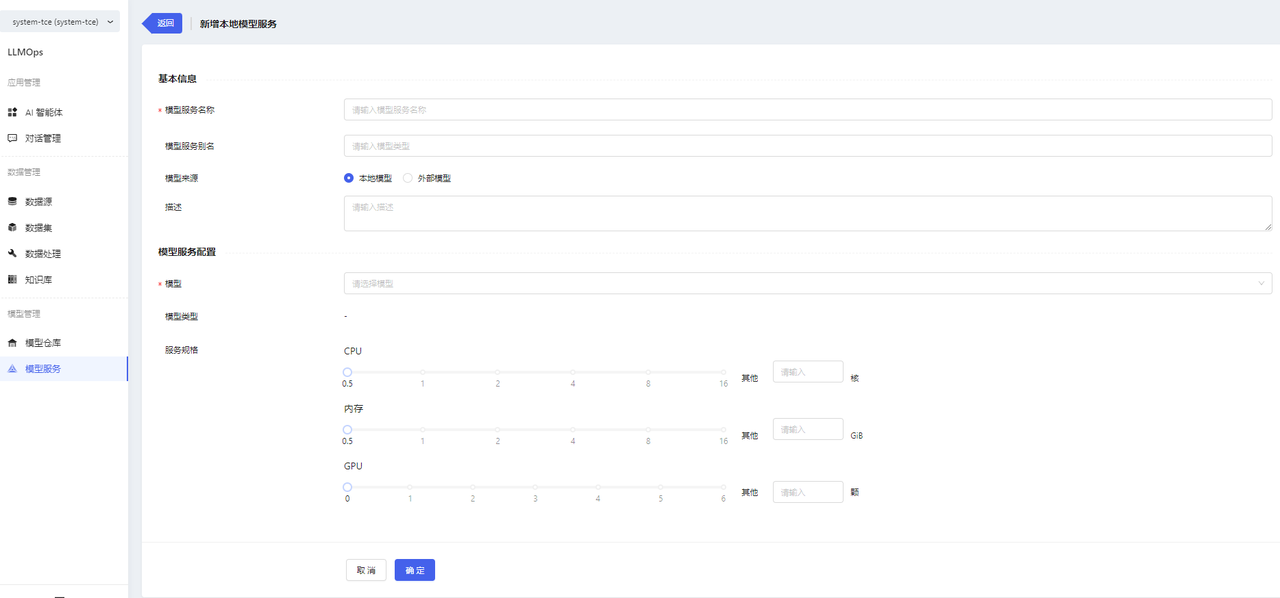 system-tce (system-tce)
返回
新增本地模型服务
LLMOps
应用管理
AI 智能体
对话管理
数据管理
数据源
数据集
数据处理
知识库
模型管理
模型仓库
模型服务
基本信息
* 模型服务名称
请输入模型服务名称
模型服务别名
请输入模型类型
模型来源
本地模型
外部模型
描述
请输入描述
模型服务配置
* 模型
请选择模型
模型类型
-
服务规格
CPU
0.5 1 2 4 8 16 其他 请输入 核
内存
0.5 1 2 4 8 16 其他 请输入 GiB
GPU
0 1 2 3 4 5 6 其他 请输入 颗
取 消
确 定